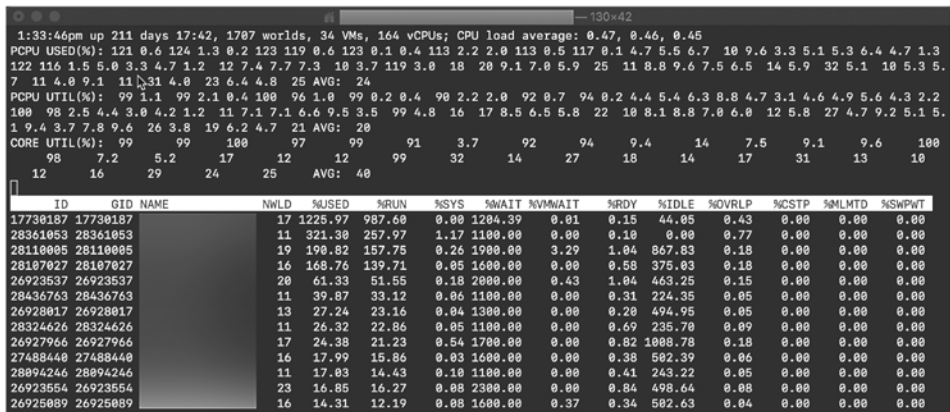 — 130×42
1:33:46pm up 211 days 17:42, 1707 worlds, 34 VMs, 164 vCPUs; CPU load average: 0.47, 0.46, 0.45
PCPU USED(%): 121 0.6 124 1.3 0.2 123 119 0.6 123 0.1 0.4 113 2.2 2.0 113 0.5 117 0.1 4.7 5.5 6.7 10 9.6 3.3 5.1 5.3 6.4 4.7 1.3
122 116 1.5 5.0 3.3 4.7 1.2 12 7.4 7.7 7.3 10 3.7 119 3.0 18 20 9.1 7.0 5.9 25 11 8.8 9.6 7.5 6.5 14 5.9 32 5.1 10 5.3 5.
7 11 4.0 9.1 11 31 4.0 23 6.4 4.8 25 AVG: 24
PCPU UTIL(%): 99 1.1 99 2.1 0.4 100 96 1.0 99 0.2 0.4 90 2.2 2.0 92 0.7 94 0.2 4.4 5.4 6.3 8.8 4.7 3.1 4.6 4.9 5.6 4.3 2.2
100 98 2.5 4.4 3.0 4.2 1.2 11 7.1 7.1 6.6 9.5 3.5 99 4.8 16 17 8.5 6.5 5.8 22 10 8.1 8.8 7.0 6.0 12 5.8 27 4.7 9.2 5.1 5.
1 9.4 3.7 7.8 9.6 26 3.8 19 6.2 4.7 21 AVG: 20
CORE UTIL(%): 99 99 100 97 99 91 3.7 92 94 9.4 14 7.5 9.1 9.6 100
98 7.2 5.2 17 12 12 99 32 14 27 18 14 17 31 13 10
12 16 29 24 25 AVG: 40
ID GID NAME NWLD %USED %RUN %SYS %WAIT %VMWAIT %RDY %IDLE %OVRLP %CSTP %MLMTD %SWPWT
17730187 17730187 17 1225.97 987.60 0.00 1204.39 0.01 0.15 44.05 0.43 0.00 0.00 0.00
28361053 28361053 11 321.30 257.97 1.17 1100.00 0.00 0.10 0.00 0.77 0.00 0.00 0.00
28110005 28110005 19 190.82 157.75 0.26 1900.00 3.29 1.04 867.83 0.18 0.00 0.00 0.00
28107027 28107027 16 168.76 139.71 0.05 1600.00 0.00 0.58 375.03 0.18 0.00 0.00 0.00
26923537 26923537 20 61.33 51.55 0.18 2000.00 0.43 1.04 463.25 0.15 0.00 0.00 0.00
28436763 28436763 11 39.87 33.12 0.06 1100.00 0.00 0.31 224.35 0.05 0.00 0.00 0.00
26928017 26928017 13 27.24 23.16 0.04 1300.00 0.00 0.20 494.95 0.05 0.00 0.00 0.00
28324626 28324626 11 26.32 22.86 0.05 1100.00 0.00 0.69 235.70 0.09 0.00 0.00 0.00
26927966 26927966 17 24.38 21.23 0.54 1700.00 0.00 0.82 1008.78 0.18 0.00 0.00 0.00
27488440 27488440 16 17.99 15.86 0.03 1600.00 0.00 0.38 502.39 0.06 0.00 0.00 0.00
28094246 28094246 11 17.03 14.43 0.10 1100.00 0.00 0.41 243.22 0.05 0.00 0.00 0.00
26923554 26923554 23 16.85 16.27 0.08 2300.00 0.00 0.84 498.64 0.08 0.00 0.00 0.00
26925089 26925089 16 14.31 12.19 0.08 1600.00 0.37 0.34 502.63 0.04 0.00 0.00 0.00